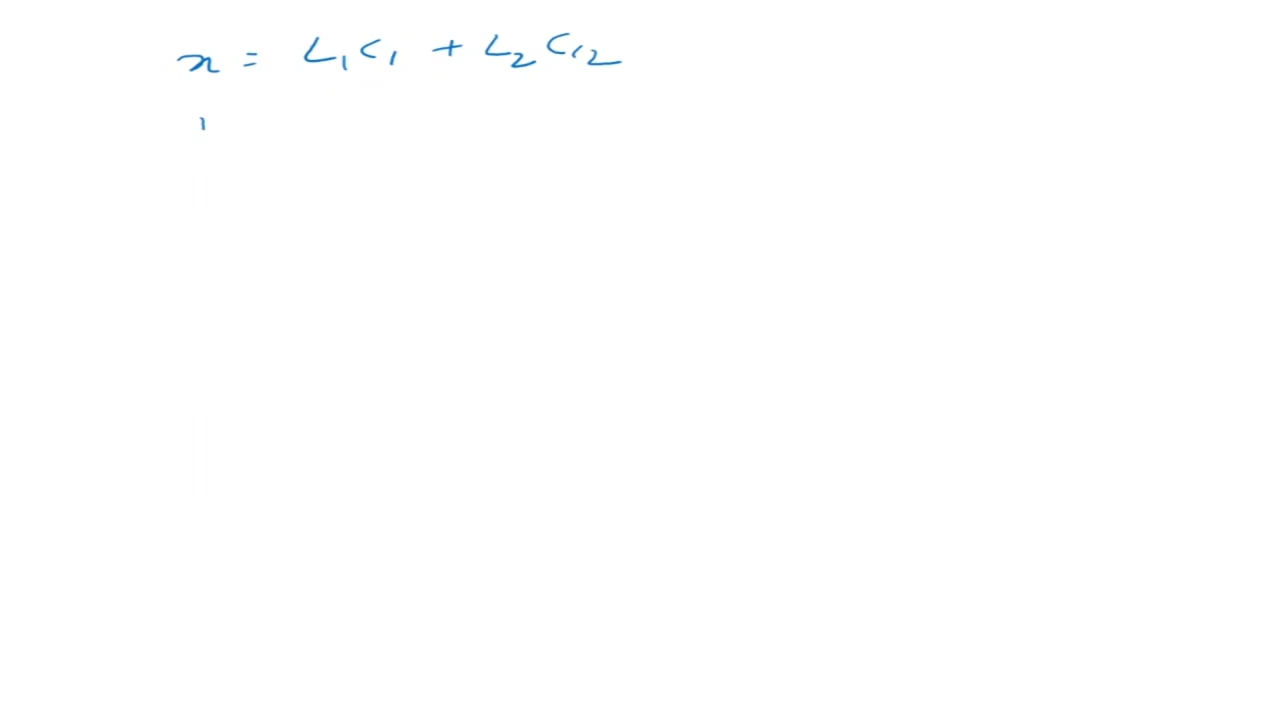 x = L₁C₁ + L₂C₁₂